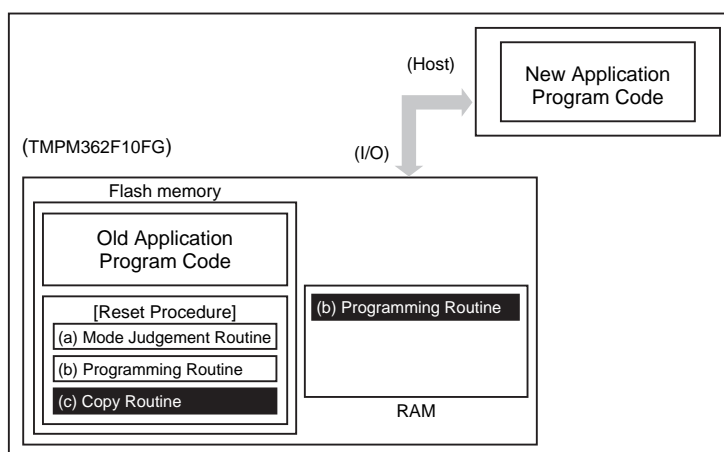 (Host)
New Application
Program Code
(TMPM362F10FG)
(I/O)
Flash memory
Old Application
Program Code
[Reset Procedure]
(a) Mode Judgement Routine
(b) Programming Routine
(c) Copy Routine
(b) Programming Routine
RAM